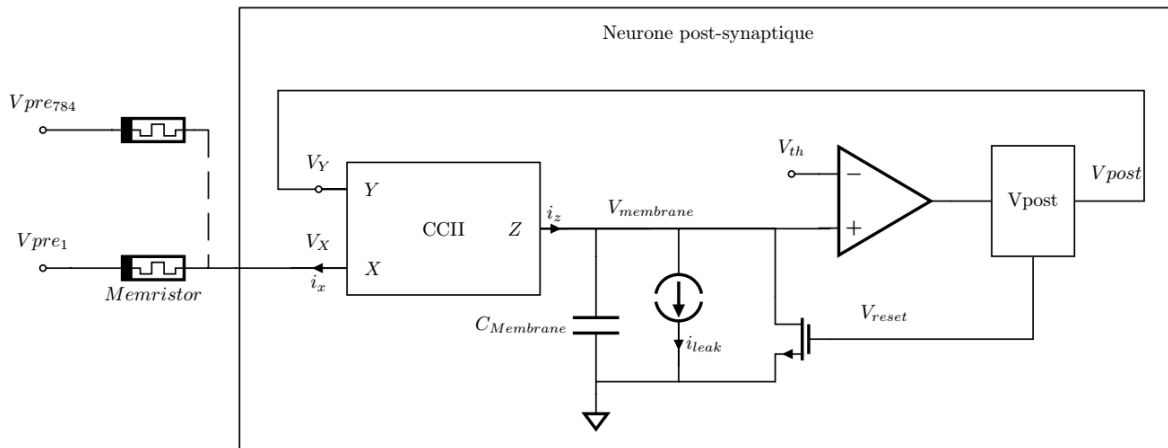 Neurone post-synaptique
Vpre784
Vth
Vpost
VY
Y
Vpost
iz
Vmembrane
CCII
Z
Vpre1
VX
X
ix
Memristor
CMembrane
ileak
Vreset
−
+